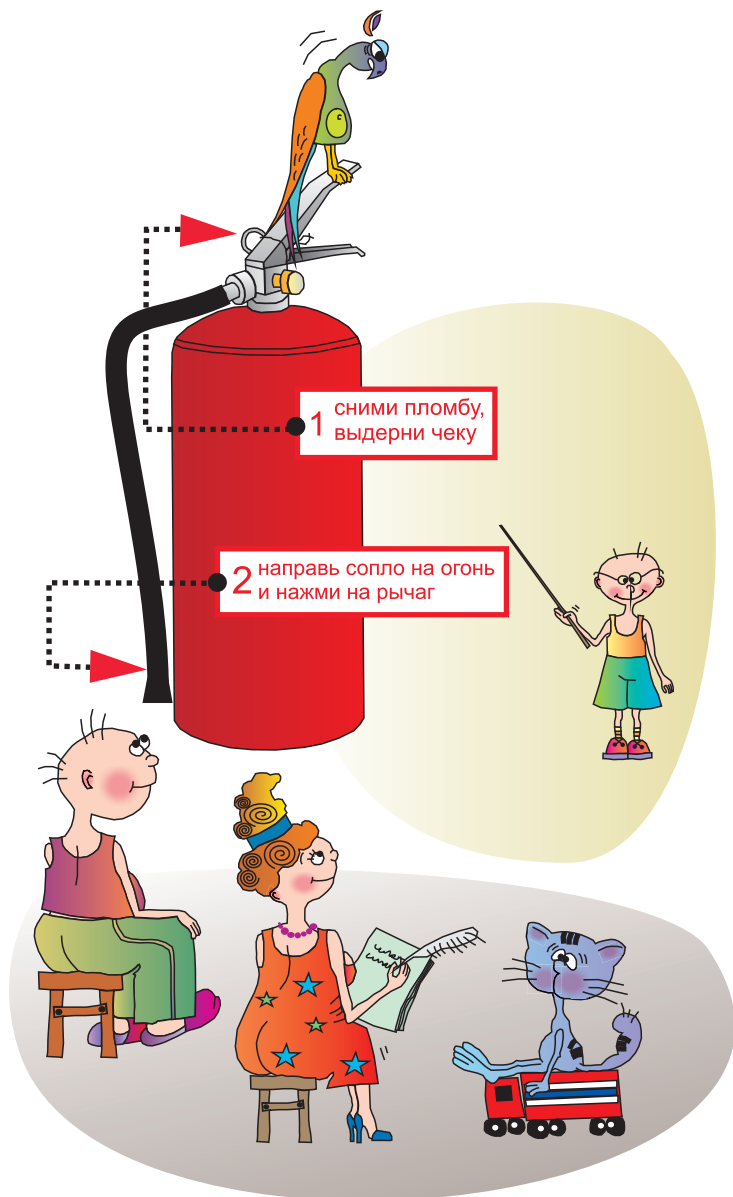 1 сними пломбу,
выдерни чеку
2 направь сопло на огонь
и нажми на рычаг